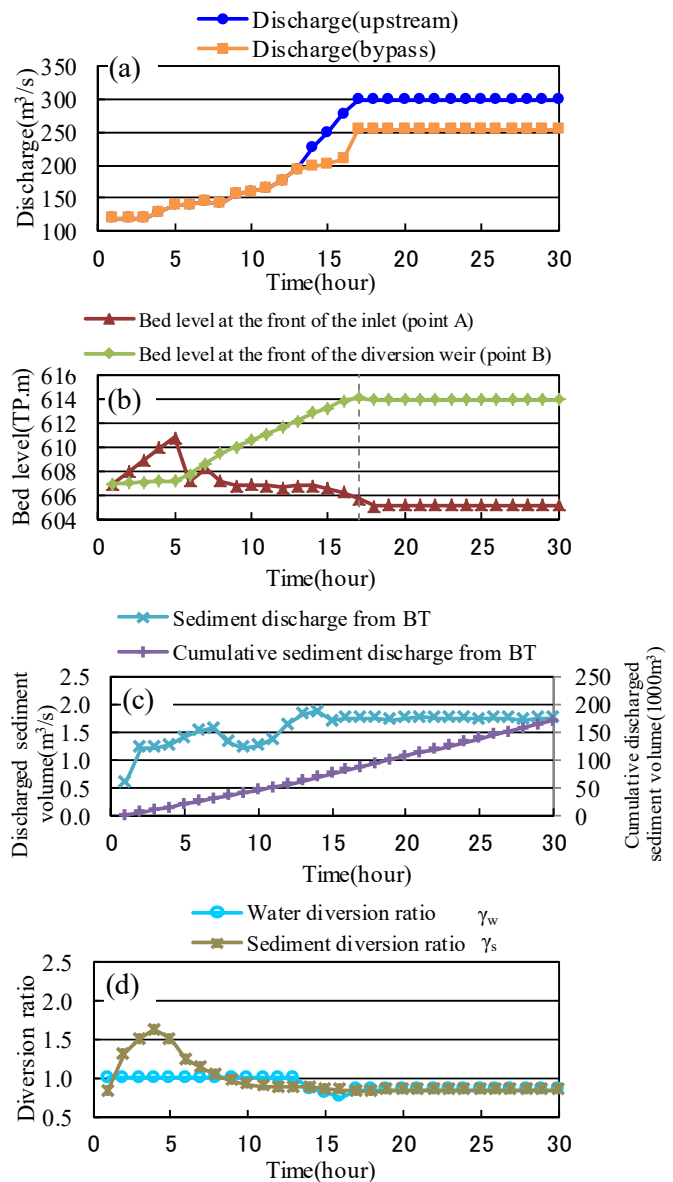 Discharge(upstream)
Discharge(bypass)
(a)
Discharge(m³/s)
350
300
250
200
150
100
0 5 10 15 20 25 30
Time(hour)
Bed level at the front of the inlet (point A)
Bed level at the front of the diversion weir (point B)
(b)
Bed level(TP.m)
616
614
612
610
608
606
604
0 5 10 15 20 25 30
Time(hour)
Sediment discharge from BT
Cumulative sediment discharge from BT
(c)
Discharged sediment
volume(m³/s)
2.5
2.0
1.5
1.0
0.5
0.0
250
200
150
100
50
0
Cumulative discharged
sediment volume(1000m³)
0 5 10 15 20 25 30
Time(hour)
Water diversion ratio γw
Sediment diversion ratio γs
(d)
Diversion ratio
2.5
2.0
1.5
1.0
0.5
0 5 10 15 20 25 30
Time(hour)